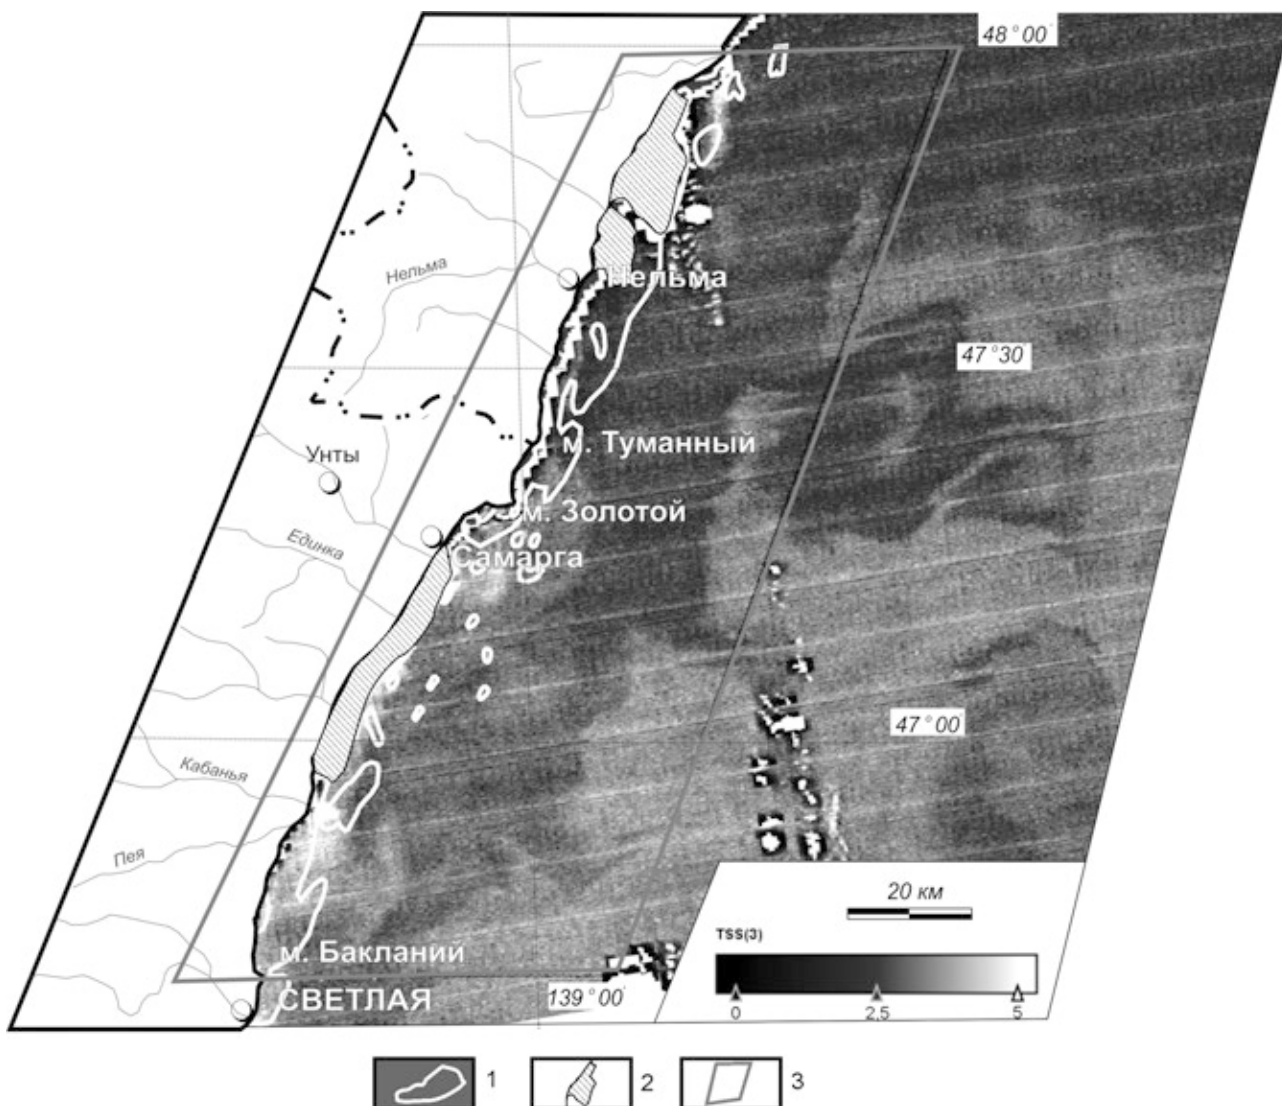 48°00'
Нельма
Нельма
47°30'
м. Туманный
Унты
м. Золотой
Единка
Самарга
47°00'
Кабанья
Пея
20 км
TSS(3)
м. Бакланий
139°00'
СВЕТЛАЯ
0 2,5 5
1 2 3